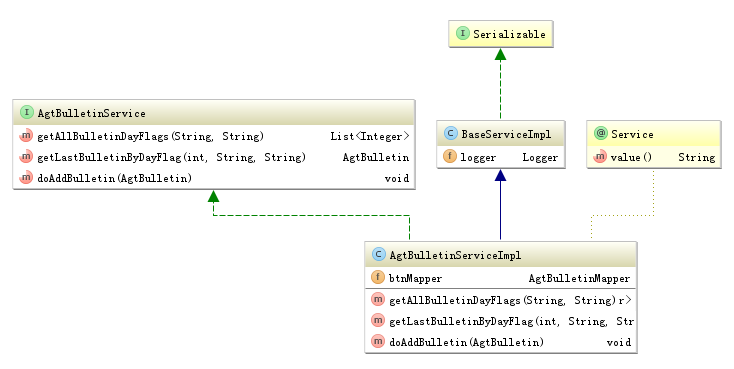 Serializable
AgtBulletinService
getAllBulletinDayFlags(String, String) List<Integer>
getLastBulletinByDayFlag(int, String, String) AgtBulletin
doAddBulletin(AgtBulletin) void
BaseServiceImpl
logger Logger
Service
value() String
AgtBulletinServiceImpl
btnMapper AgtBulletinMapper
getAllBulletinDayFlags(String, String) r>
getLastBulletinByDayFlag(int, String, Str
doAddBulletin(AgtBulletin) void